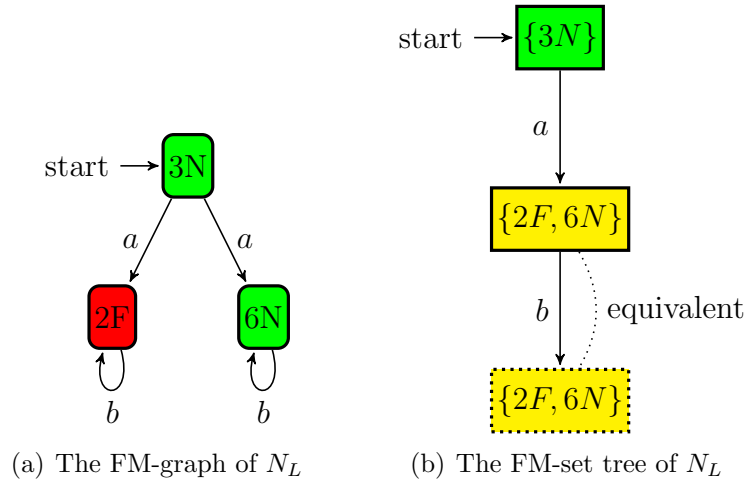 start
3N
a
a
2F
6N
b
b
(a) The FM-graph of $N_L$
start
{3N}
a
{2F, 6N}
b
equivalent
{2F, 6N}
(b) The FM-set tree of $N_L$